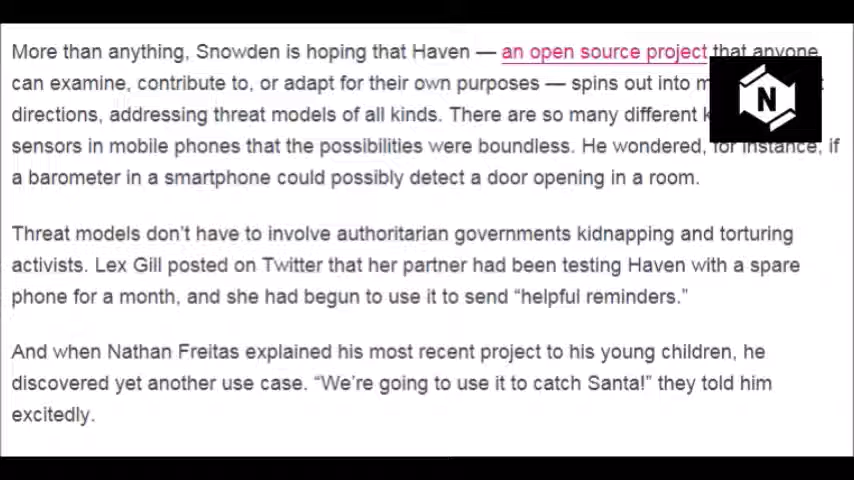 More than anything, Snowden is hoping that Haven — an open source project that anyone
can examine, contribute to, or adapt for their own purposes — spins out into
directions, addressing threat models of all kinds. There are so many different
sensors in mobile phones that the possibilities were boundless. He wondered, for instance, if
a barometer in a smartphone could possibly detect a door opening in a room.
Threat models don't have to involve authoritarian governments kidnapping and torturing
activists. Lex Gill posted on Twitter that her partner had been testing Haven with a spare
phone for a month, and she had begun to use it to send “helpful reminders.”
And when Nathan Freitas explained his most recent project to his young children, he
discovered yet another use case. “We're going to use it to catch Santa!” they told him
excitedly.
N